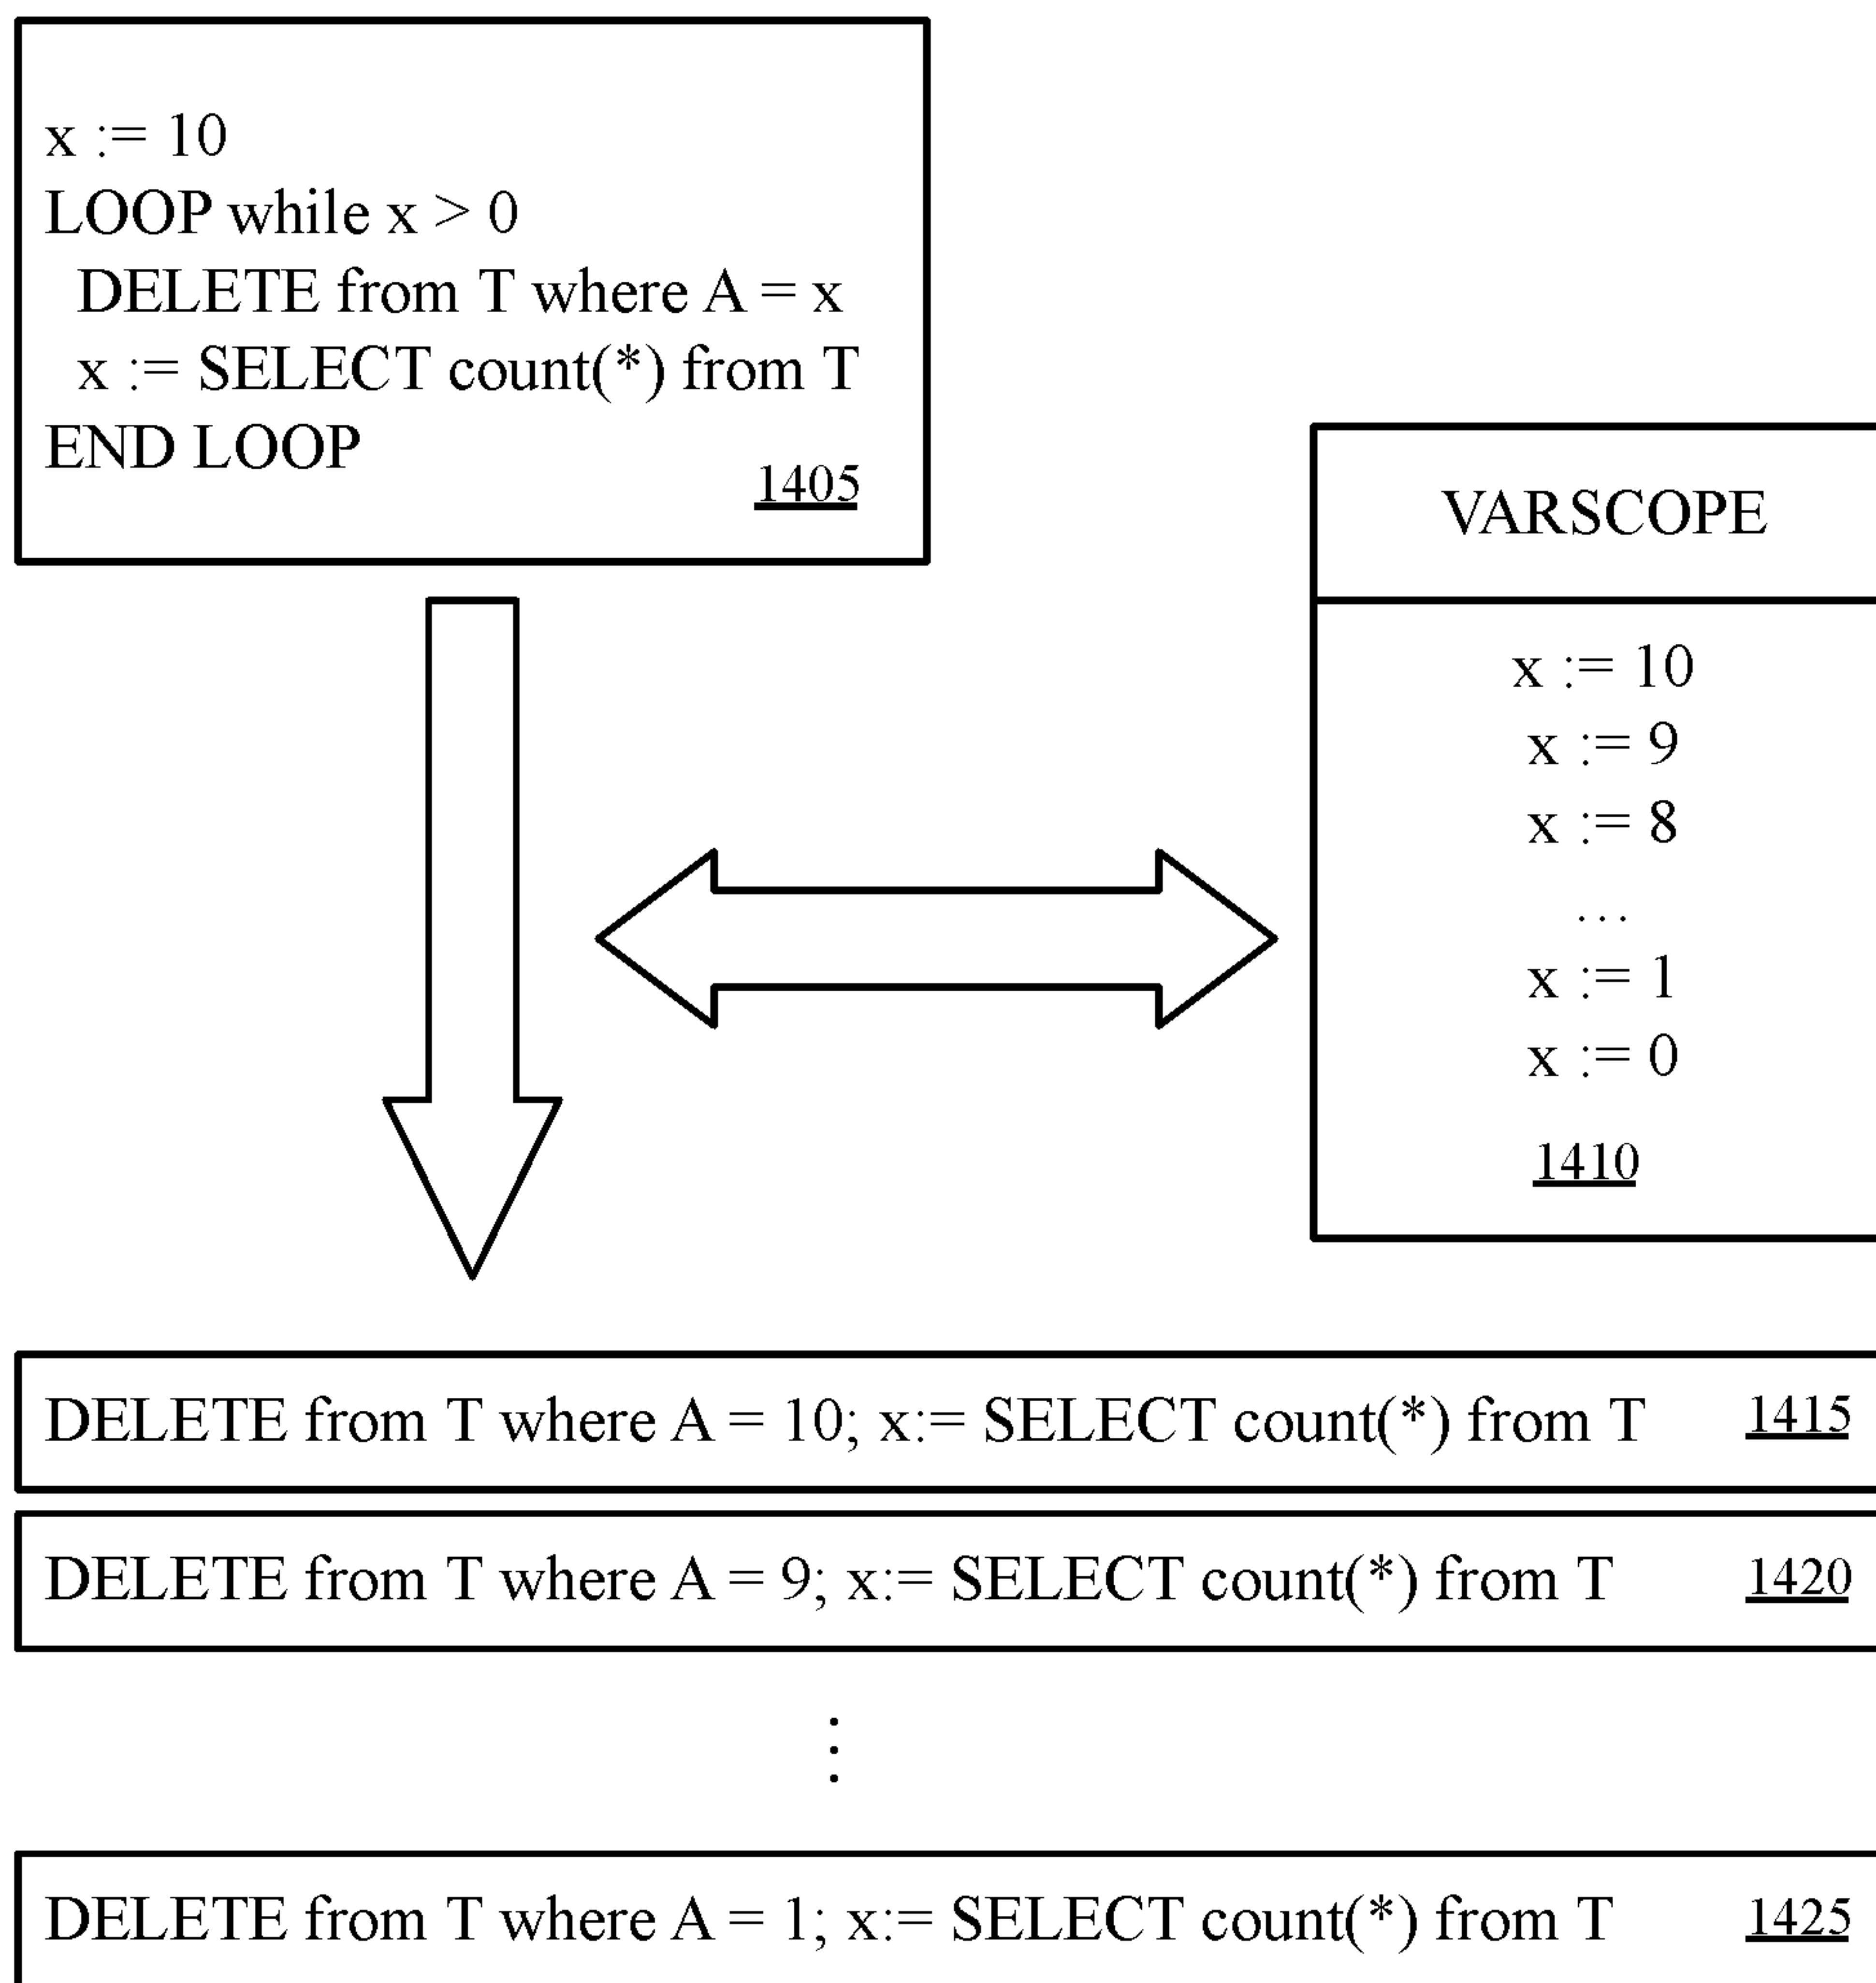 x := 10
LOOP while x > 0
DELETE from T where A = x
x := SELECT count(*) from T
END LOOP
1405
VARSCOPE
x := 10
x := 9
x := 8
...
x := 1
x := 0
1410
DELETE from T where A = 10; x:= SELECT count(*) from T 1415
DELETE from T where A = 9; x:= SELECT count(*) from T 1420
DELETE from T where A = 1; x:= SELECT count(*) from T 1425